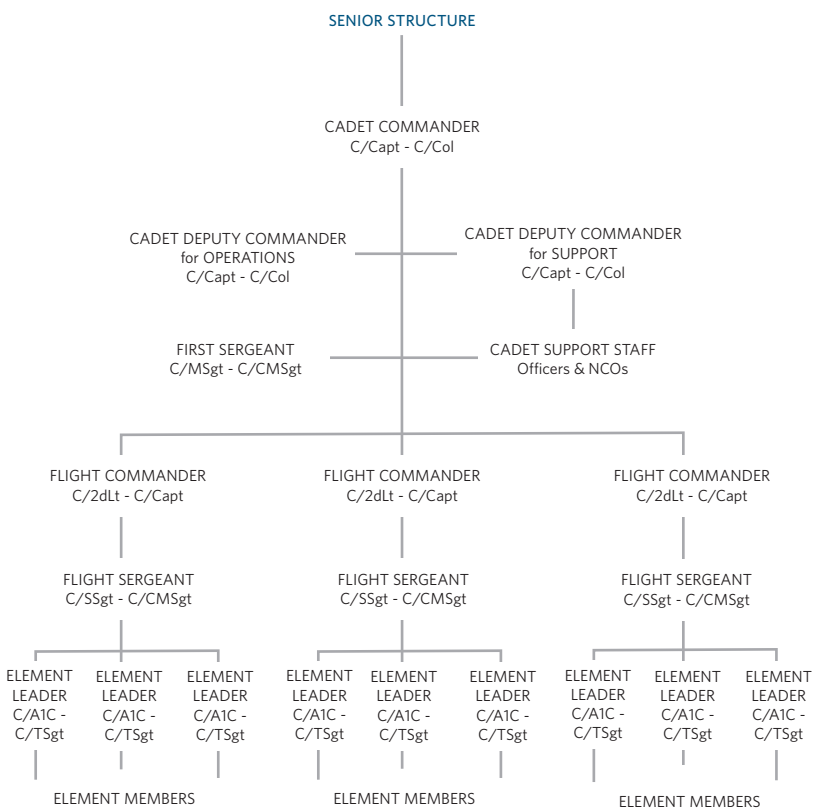 SENIOR STRUCTURE
CADET COMMANDER
C/Capt - C/Col
CADET DEPUTY COMMANDER
for OPERATIONS
C/Capt - C/Col
CADET DEPUTY COMMANDER
for SUPPORT
C/Capt - C/Col
FIRST SERGEANT
C/MSgt - C/CMSgt
CADET SUPPORT STAFF
Officers & NCOs
FLIGHT COMMANDER
C/2dLt - C/Capt
FLIGHT COMMANDER
C/2dLt - C/Capt
FLIGHT COMMANDER
C/2dLt - C/Capt
FLIGHT SERGEANT
C/SSgt - C/CMSgt
FLIGHT SERGEANT
C/SSgt - C/CMSgt
FLIGHT SERGEANT
C/SSgt - C/CMSgt
ELEMENT
LEADER
C/A1C -
C/TSgt
ELEMENT
LEADER
C/A1C -
C/TSgt
ELEMENT
LEADER
C/A1C -
C/TSgt
ELEMENT
LEADER
C/A1C -
C/TSgt
ELEMENT
LEADER
C/A1C -
C/TSgt
ELEMENT
LEADER
C/A1C -
C/TSgt
ELEMENT
LEADER
C/A1C -
C/TSgt
ELEMENT
LEADER
C/A1C -
C/TSgt
ELEMENT
LEADER
C/A1C -
C/TSgt
ELEMENT MEMBERS
ELEMENT MEMBERS
ELEMENT MEMBERS